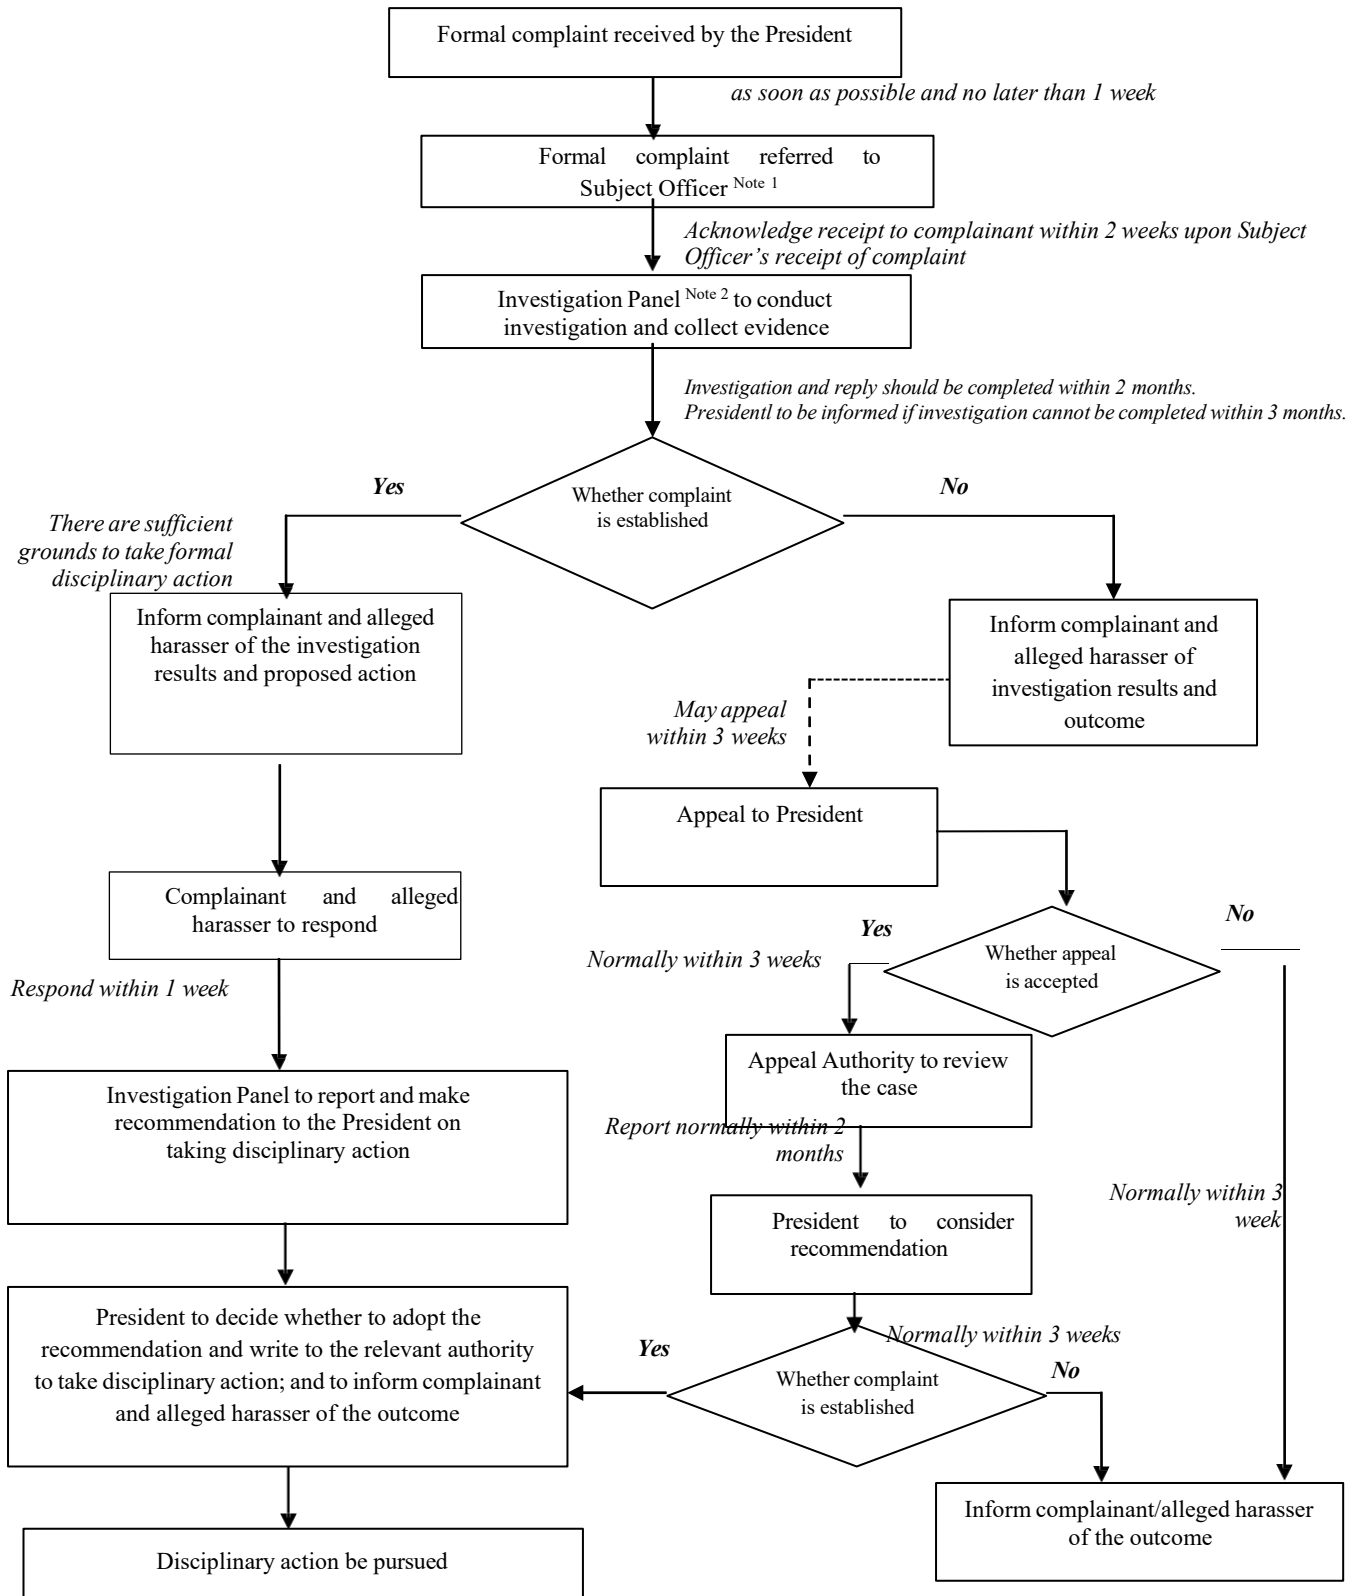 Formal complaint received by the President
as soon as possible and no later than 1 week
Formal complaint referred to
Subject Officer Note 1
Acknowledge receipt to complainant within 2 weeks upon Subject
Officer’s receipt of complaint
Investigation Panel Note 2 to conduct
investigation and collect evidence
Investigation and reply should be completed within 2 months.
Presidentl to be informed if investigation cannot be completed within 3 months.
Whether complaint
is established
Yes
No
There are sufficient
grounds to take formal
disciplinary action
Inform complainant and alleged
harasser of the investigation
results and proposed action
Inform complainant and
alleged harasser of
investigation results and
outcome
May appeal
within 3 weeks
Appeal to President
Complainant and alleged
harasser to respond
Respond within 1 week
Whether appeal
is accepted
Yes
No
Normally within 3 weeks
Appeal Authority to review
the case
Report normally within 2
months
Investigation Panel to report and make
recommendation to the President on
taking disciplinary action
Normally within 3
week
President to consider
recommendation
Normally within 3 weeks
Whether complaint
is established
Yes
No
President to decide whether to adopt the
recommendation and write to the relevant authority
to take disciplinary action; and to inform complainant
and alleged harasser of the outcome
Inform complainant/alleged harasser
of the outcome
Disciplinary action be pursued